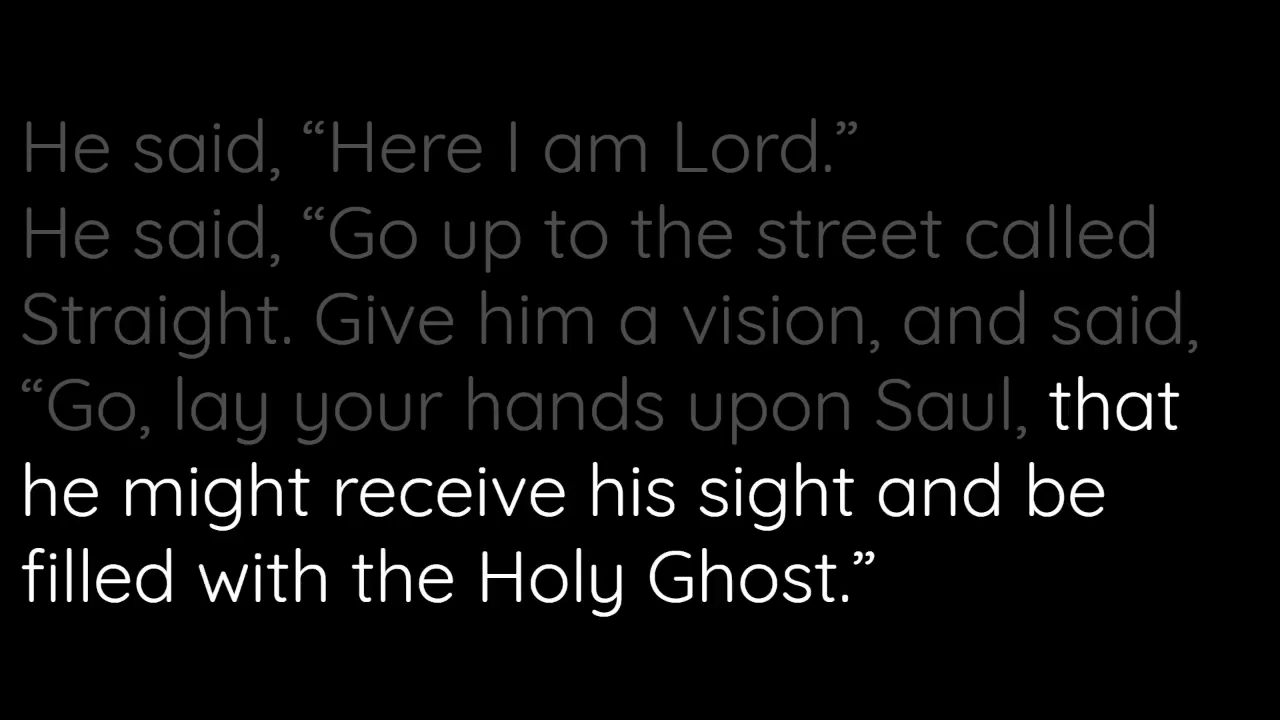 He said, “Here I am Lord.”
He said, “Go up to the street called
Straight. Give him a vision, and said,
“Go, lay your hands upon Saul, that
he might receive his sight and be
filled with the Holy Ghost.”